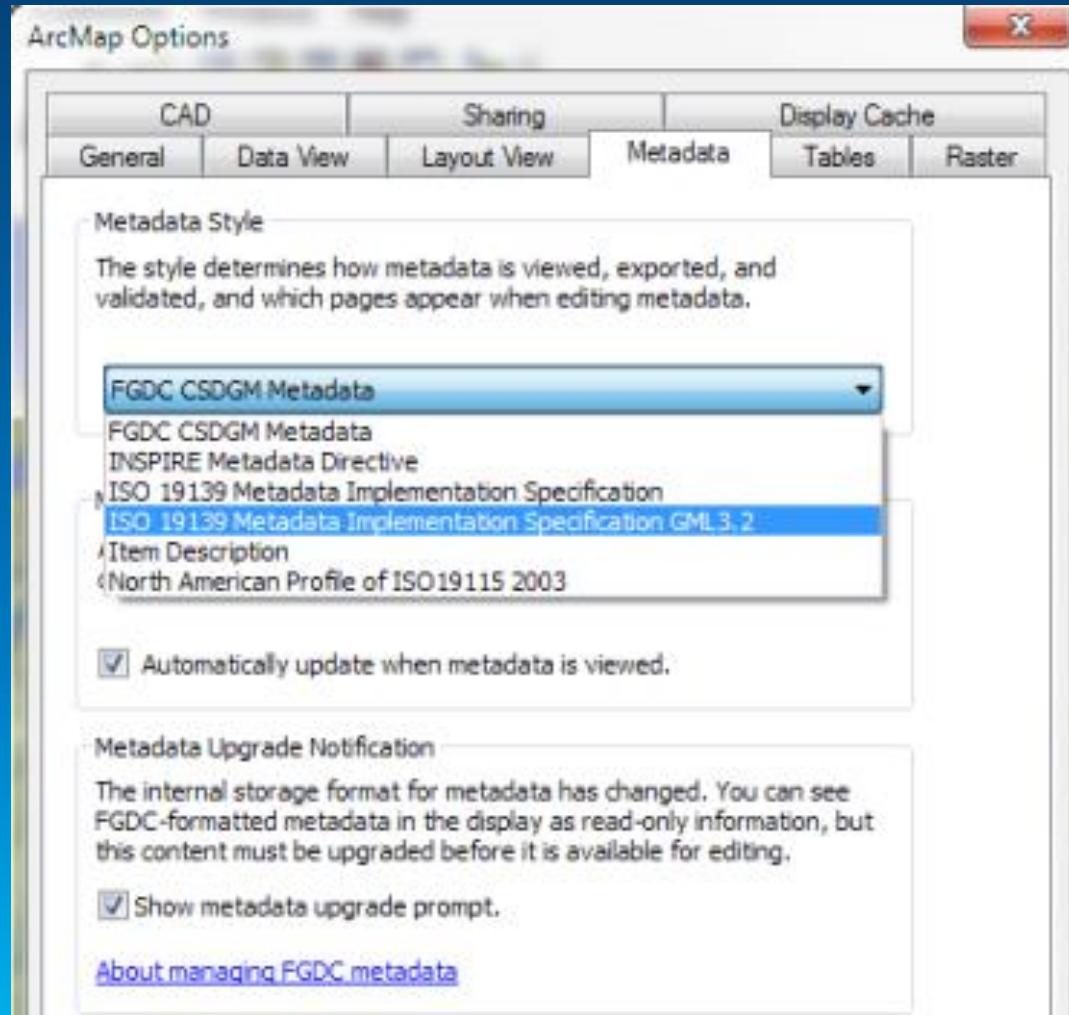 ArcMap Options
CAD Sharing Display Cache
General Data View Layout View Metadata Tables Raster
Metadata Style
The style determines how metadata is viewed, exported, and
validated, and which pages appear when editing metadata.
FGDC CSDGM Metadata
FGDC CSDGM Metadata
INSPIRE Metadata Directive
ISO 19139 Metadata Implementation Specification
ISO 19139 Metadata Implementation Specification GML3.2
Item Description
North American Profile of ISO19115 2003
Automatically update when metadata is viewed.
Metadata Upgrade Notification
The internal storage format for metadata has changed. You can see
FGDC-formatted metadata in the display as read-only information, but
this content must be upgraded before it is available for editing.
Show metadata upgrade prompt.
About managing FGDC metadata